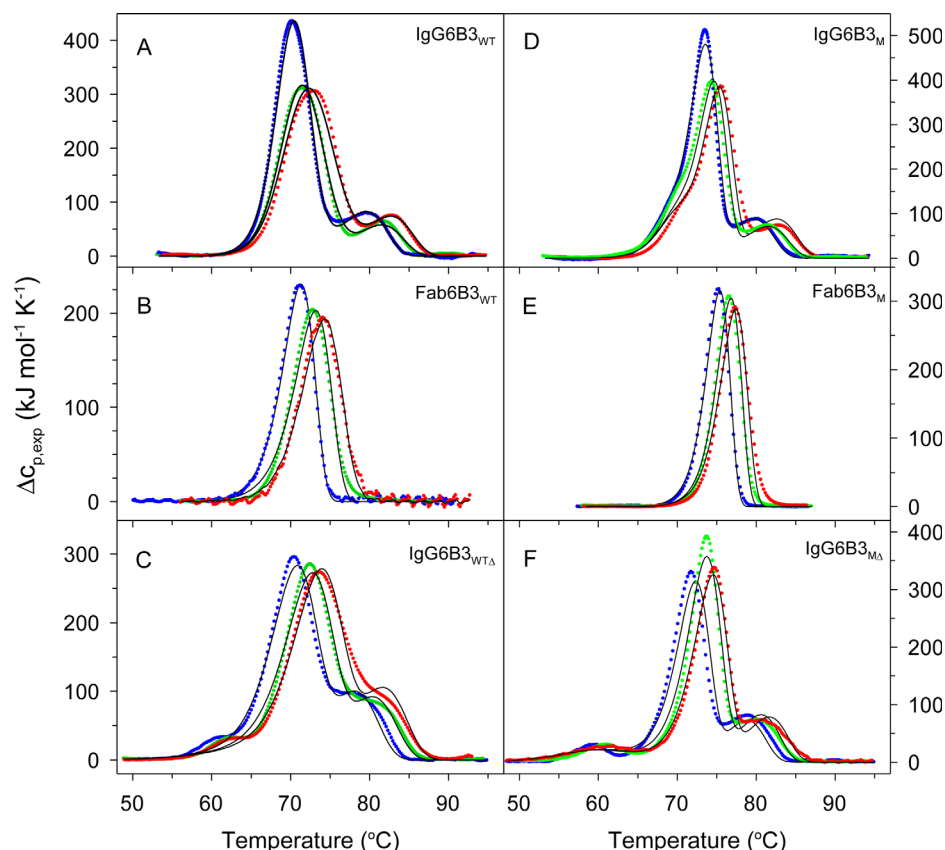 A
IgG6B3WT
400
300
200
100
0
D
IgG6B3M
500
400
300
200
100
0
B
Fab6B3WT
200
100
0
E
Fab6B3M
300
200
100
0
C
IgG6B3WTΔ
300
200
100
0
F
IgG6B3MΔ
400
300
200
100
0
Δcp,exp (kJ mol⁻¹ K⁻¹)
50 60 70 80 90
60 70 80 90
Temperature (°C)
Temperature (°C)